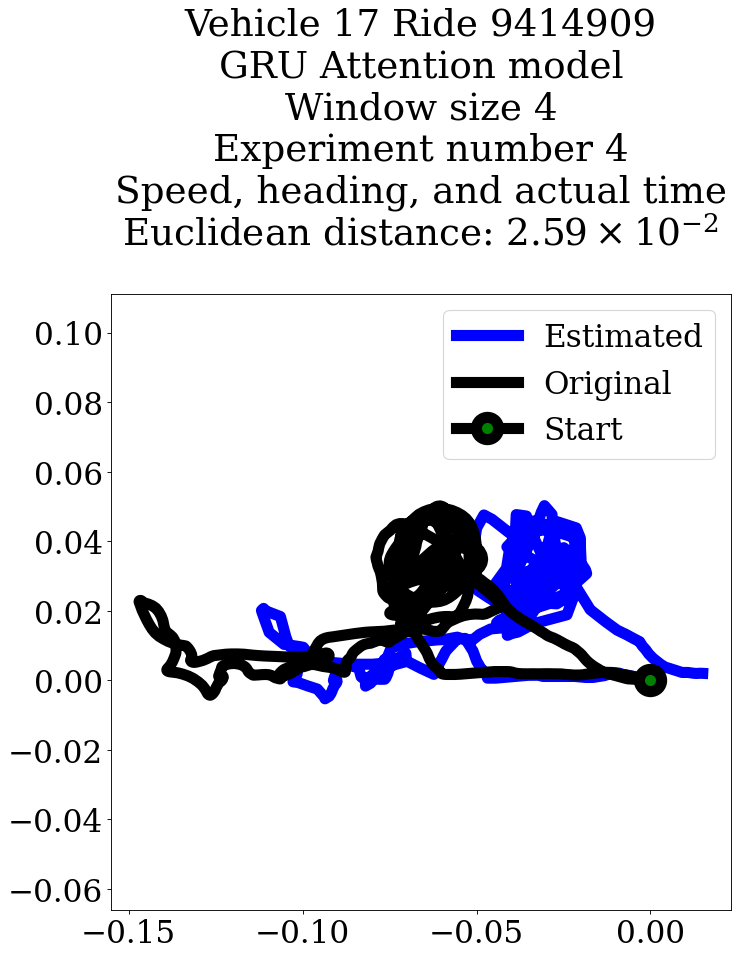 Vehicle 17 Ride 9414909
GRU Attention model
Window size 4
Experiment number 4
Speed, heading, and actual time
Euclidean distance: 2.59 × 10⁻²
Estimated
Original
Start
0.10
0.08
0.06
0.04
0.02
0.00
−0.02
−0.04
−0.06
−0.15
−0.10
−0.05
0.00